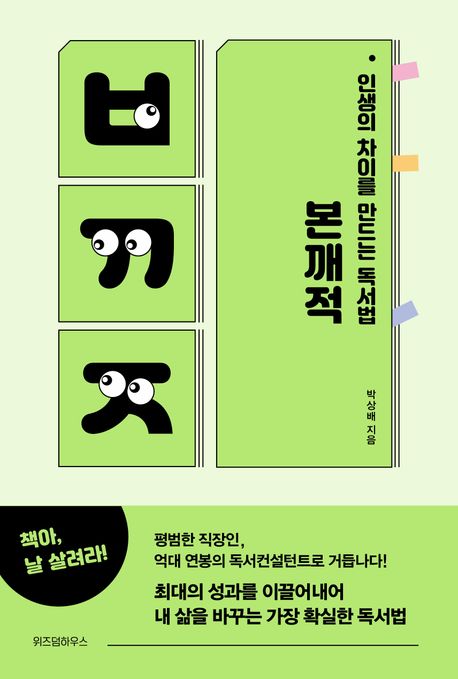 ㅂ
ㄲ
ㅈ
인생의 차이를 만드는 독서법
본깨적
박상배 지음
책아,
날 살려라!
평범한 직장인,
억대 연봉의 독서컨설턴트로 거듭나다!
최대의 성과를 이끌어내어
내 삶을 바꾸는 가장 확실한 독서법
위즈덤하우스